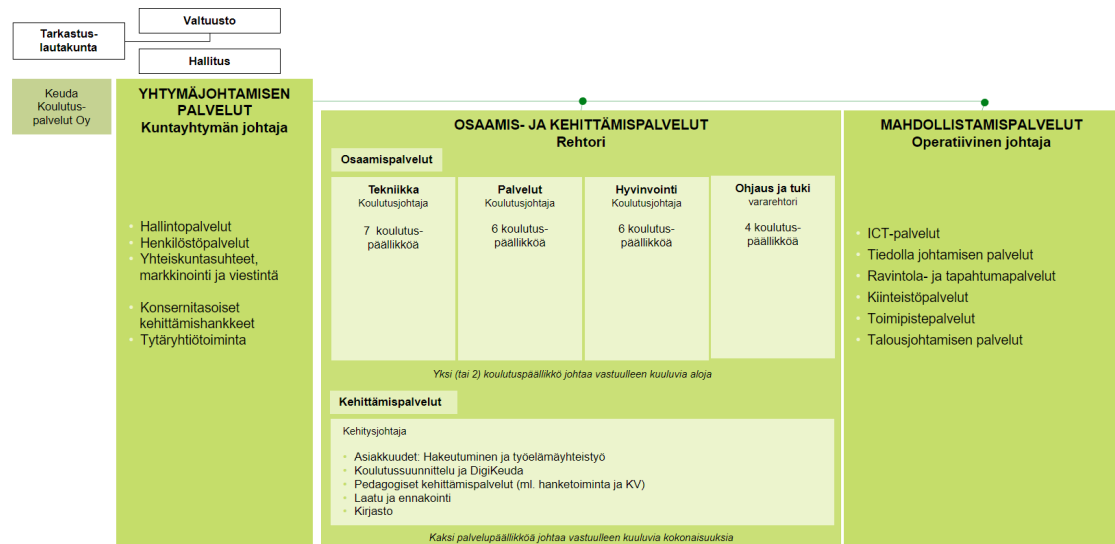 Valtuusto
Tarkastus-
lautakunta
Hallitus
Keuda
Koulutus-
palvelut Oy
YHTYMÄJOHTAMISEN
PALVELUT
Kuntayhtymän johtaja
• Hallintopalvelut
• Henkilöstöpalvelut
• Yhteiskuntasuhteet,
markkinointi ja viestintä
• Konsernitasoiset
kehittämishankkeet
• Tytäryhtiötoiminta
OSAAMIS- JA KEHITTÄMISPALVELUT
Rehtori
Osaamispalvelut
Tekniikka
Koulutusjohtaja
7 koulutus-
päällikköä
Palvelut
Koulutusjohtaja
6 koulutus-
päällikköä
Hyvinvointi
Koulutusjohtaja
6 koulutus-
päällikköä
Ohjaus ja tuki
vararehtori
4 koulutus-
päällikköä
Yksi (tai 2) koulutuspäällikkö johtaa vastuulleen kuuluvia aloja
Kehittämispalvelut
Kehitysjohtaja
• Asiakkuudet: Hakeutuminen ja työelämäyhteistyö
• Koulutussuunnittelu ja DigiKeuda
• Pedagogiset kehittämispalvelut (ml. hanketoiminta ja KV)
• Laatu ja ennakointi
• Kirjasto
Kaksi palvelupäällikköä johtaa vastuulleen kuuluvia kokonaisuuksia
MAHDOLLISTAMISPALVELUT
Operatiivinen johtaja
• ICT-palvelut
• Tiedolla johtamisen palvelut
• Ravintola- ja tapahtumapalvelut
• Kiinteistöpalvelut
• Toimipistepalvelut
• Talousjohtamisen palvelut